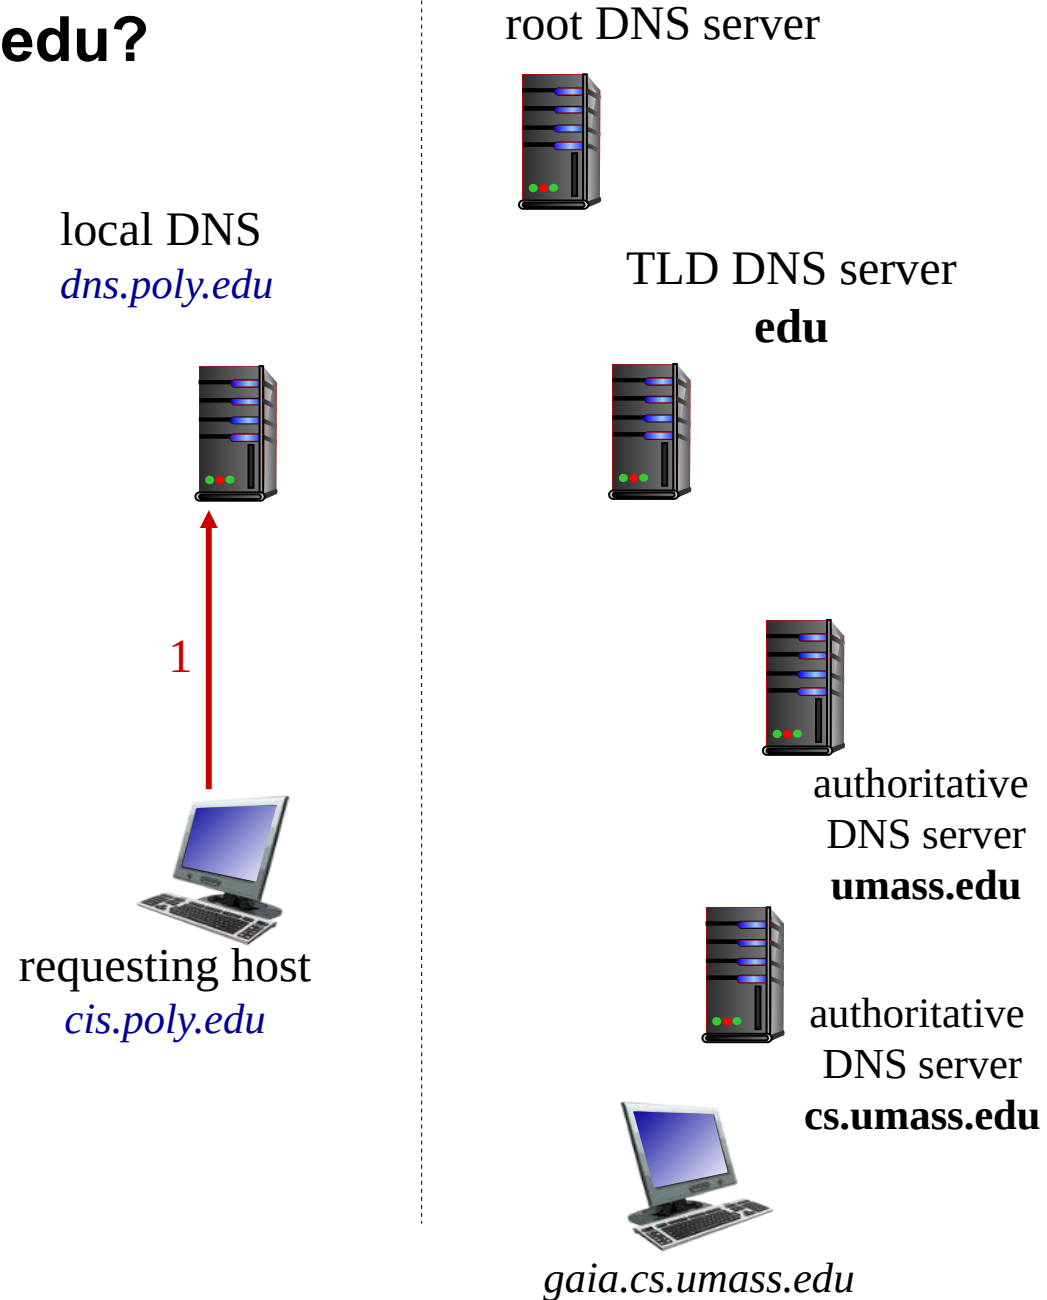 edu?
root DNS server
local DNS
dns.poly.edu
TLD DNS server
edu
1
authoritative
DNS server
umass.edu
requesting host
cis.poly.edu
authoritative
DNS server
cs.umass.edu
gaia.cs.umass.edu